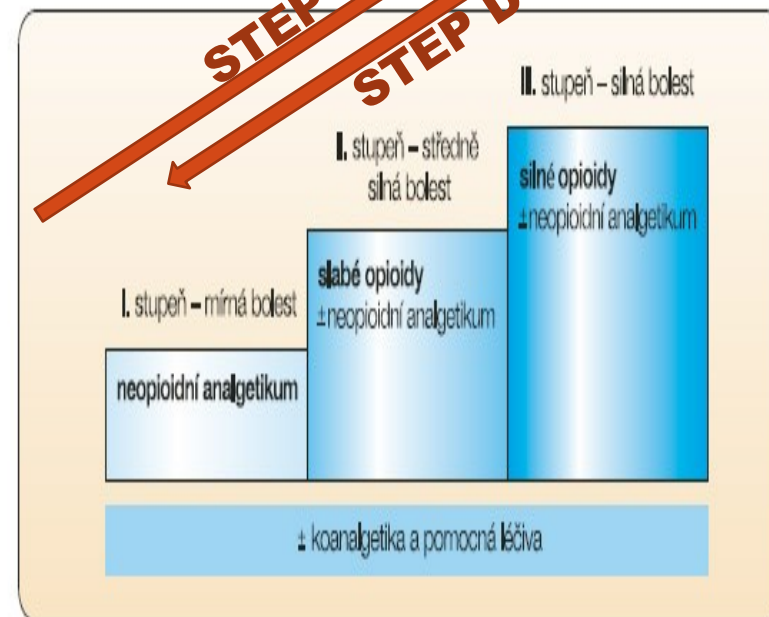 STEP
STEP D
III. stupeň – silná bolest
II. stupeň – středně
silná bolest
silné opioidy
±neopioidní analgetikum
slabé opioidy
±neopioidní analgetikum
I. stupeň – mírná bolest
neopioidní analgetikum
± koanalgetika a pomocná léčiva